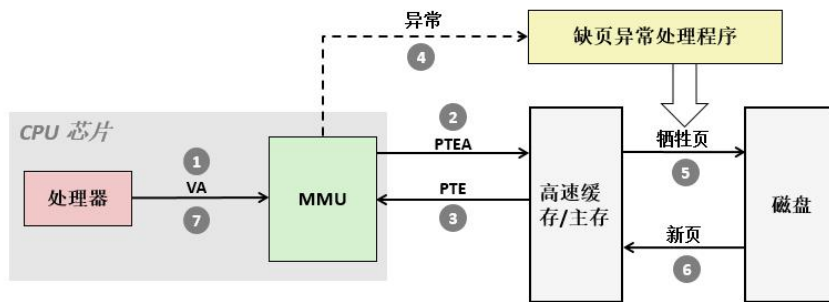 异常
4
缺页异常处理程序
CPU 芯片
2
PTEA
牺牲页
5
1
VA
处理器
7
MMU
PTE
3
高速缓
存/主存
磁盘
新页
6